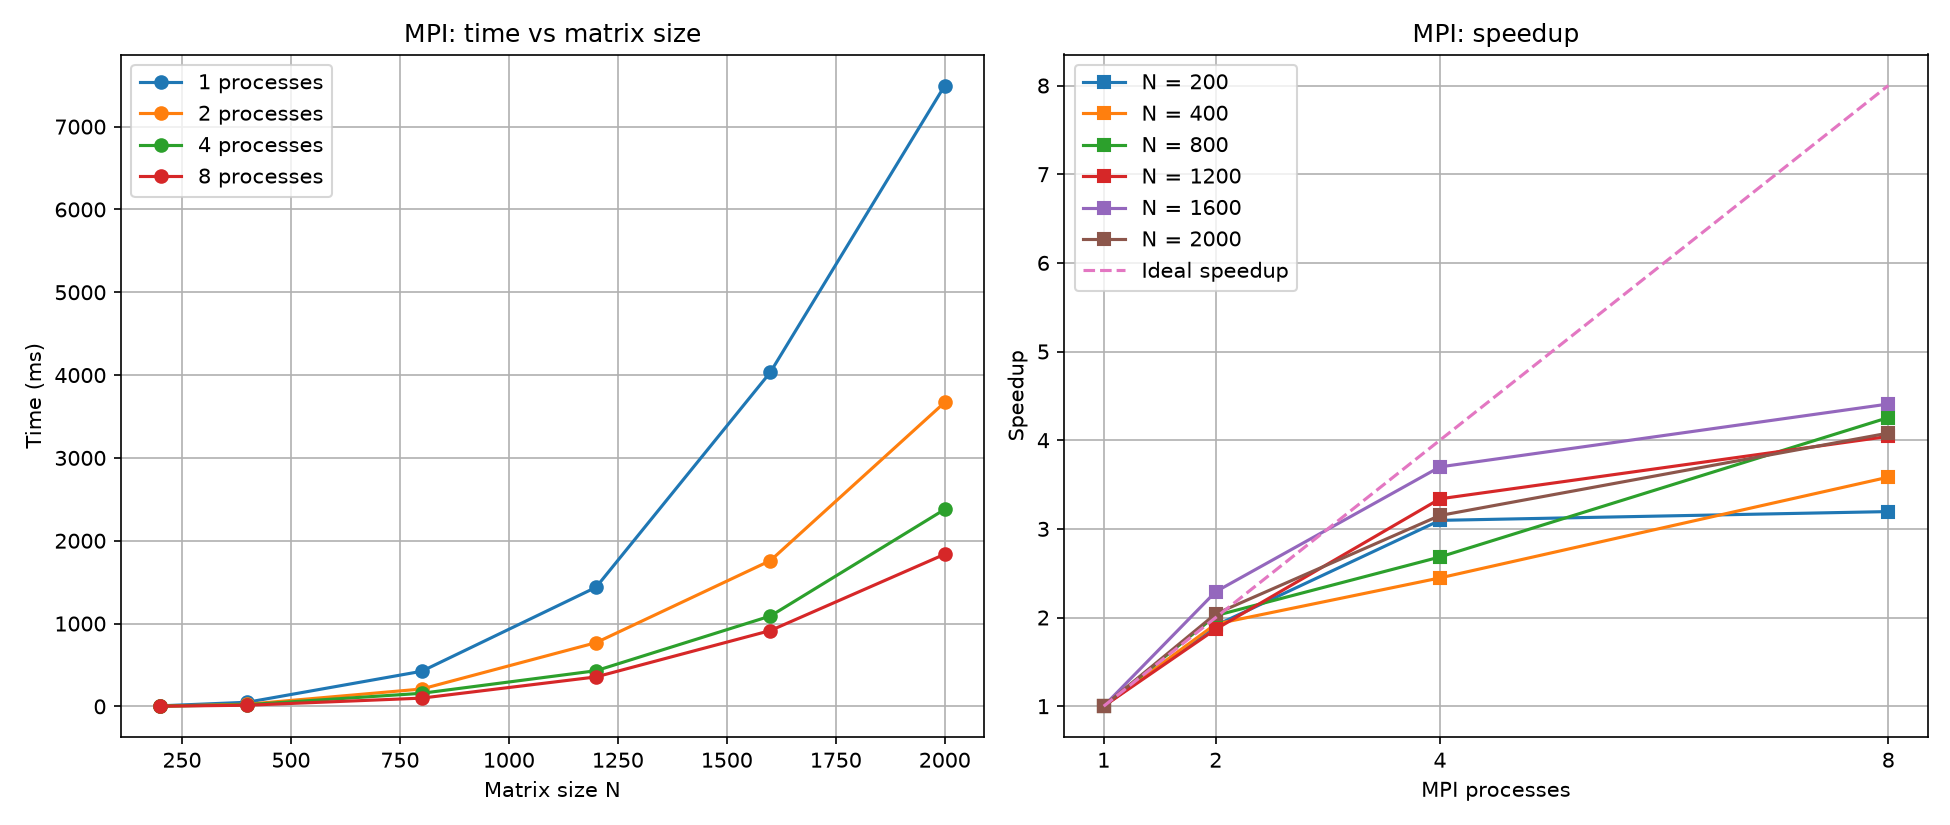 MPI: time vs matrix size
1 processes
2 processes
4 processes
8 processes
7000
6000
5000
4000
3000
2000
1000
0
Time (ms)
250 500 750 1000 1250 1500 1750 2000
Matrix size N
MPI: speedup
N = 200
N = 400
N = 800
N = 1200
N = 1600
N = 2000
Ideal speedup
8
7
6
5
4
3
2
1
Speedup
1 2 4 8
MPI processes